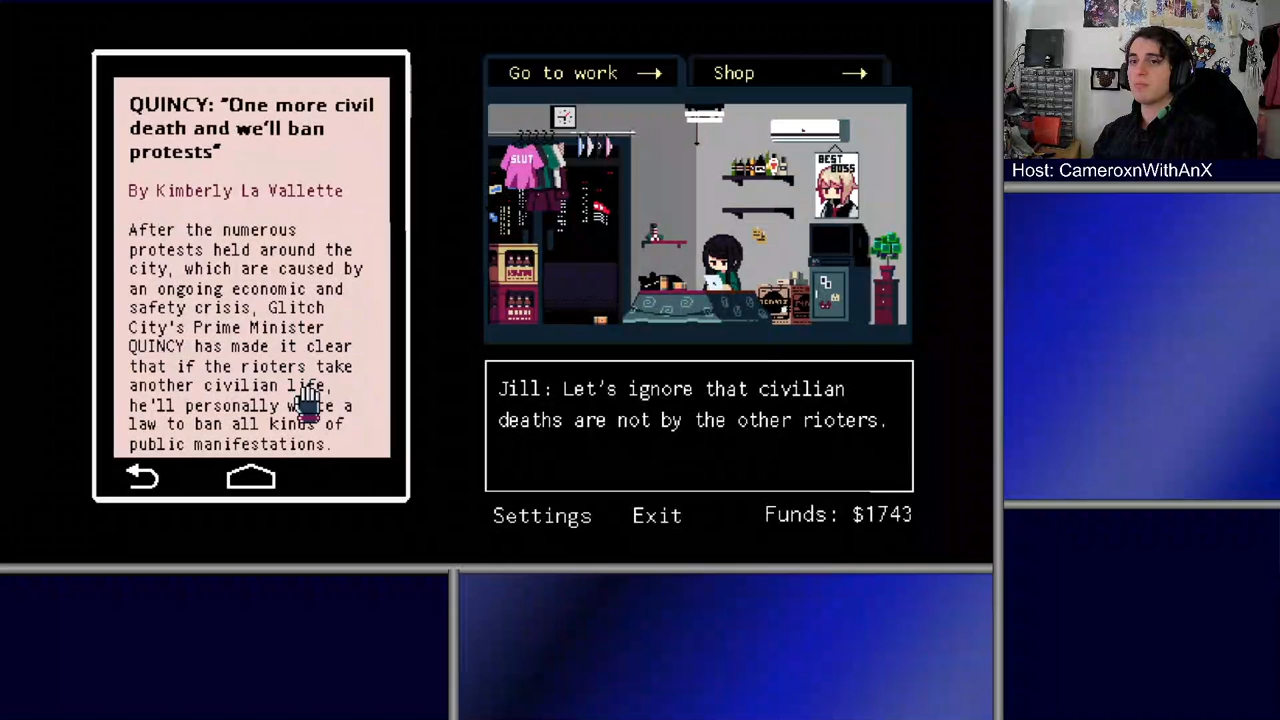 QUINCY: "One more civil
death and we'll ban
protests"
By Kimberly La Vallette
After the numerous
protests held around the
city, which are caused by
an ongoing economic and
safety crisis, Glitch
City's Prime Minister
QUINCY has made it clear
that if the rioters take
another civilian life,
he'll personally a
law to ban all kinds of
public manifestations.
Go to work →
Shop →
SLUT
BEST
BOSS
Jill: Let's ignore that civilian
deaths are not by the other rioters.
Settings
Exit
Funds: $1743
Host: CameroxnWithAnX